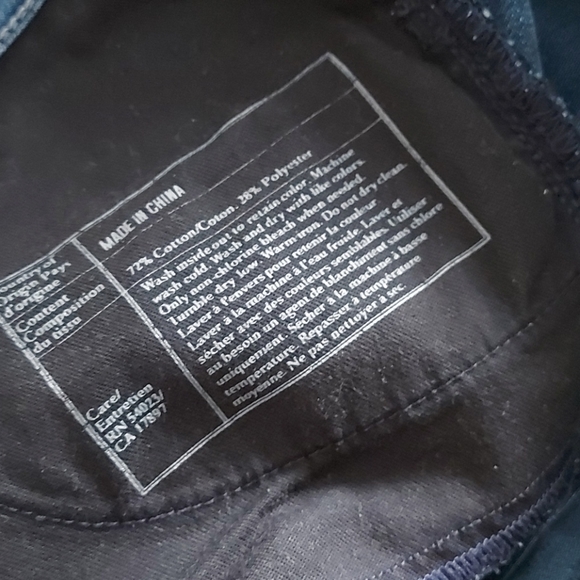 Country of
Origin Pays
d'origine
MADE IN CHINA
Content
Composition
du tissu
72% Cotton/Coton, 28% Polyester
Care/
Entretien
RN 54023/
CA 17897
Wash inside out to retain color. Machine
wash cold. Wash and dry with like colors.
Only non-chlorine bleach when needed.
Tumble dry low. Warm iron. Do not dry clean.
Laver à l'envers pour retenir la couleur
Laver à la machine à l'eau froide. Laver et
sécher avec des couleurs semblables. Utiliser
au besoin un agent de blanchiment sans chlore
uniquement. Sécher à la machine à basse
température. Repasser à température
moyenne. Ne pas nettoyer à sec.